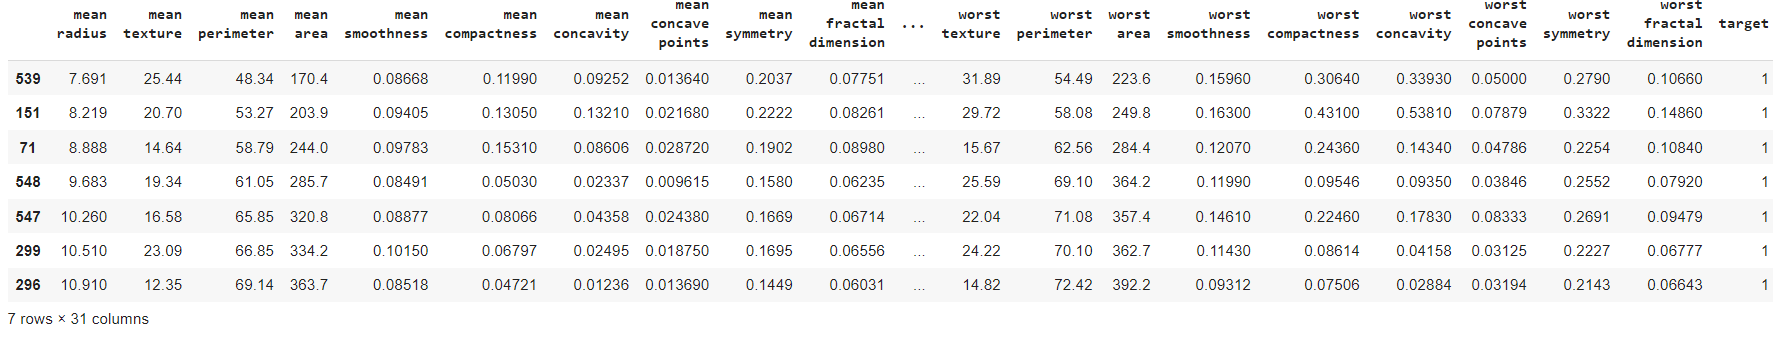 mean radius mean texture mean perimeter mean area mean smoothness mean compactness mean concavity mean concave points mean symmetry mean fractal dimension ... worst texture worst perimeter worst area worst smoothness worst compactness worst concavity worst concave points worst symmetry worst fractal dimension target
539 7.691 25.44 48.34 170.4 0.08668 0.11990 0.09252 0.013640 0.2037 0.07751 ... 31.89 54.49 223.6 0.15960 0.30640 0.33930 0.05000 0.2790 0.10660 1
151 8.219 20.70 53.27 203.9 0.09405 0.13050 0.13210 0.021680 0.2222 0.08261 ... 29.72 58.08 249.8 0.16300 0.43100 0.53810 0.07879 0.3322 0.14860 1
71 8.888 14.64 58.79 244.0 0.09783 0.15310 0.08606 0.028720 0.1902 0.08980 ... 15.67 62.56 284.4 0.12070 0.24360 0.14340 0.04786 0.2254 0.10840 1
548 9.683 19.34 61.05 285.7 0.08491 0.05030 0.02337 0.009615 0.1580 0.06235 ... 25.59 69.10 364.2 0.11990 0.09546 0.09350 0.03846 0.2552 0.07920 1
547 10.260 16.58 65.85 320.8 0.08877 0.08066 0.04358 0.024380 0.1669 0.06714 ... 22.04 71.08 357.4 0.14610 0.22460 0.17830 0.08333 0.2691 0.09479 1
299 10.510 23.09 66.85 334.2 0.10150 0.06797 0.02495 0.018750 0.1695 0.06556 ... 24.22 70.10 362.7 0.11430 0.08614 0.04158 0.03125 0.2227 0.06777 1
296 10.910 12.35 69.14 363.7 0.08518 0.04721 0.01236 0.013690 0.1449 0.06031 ... 14.82 72.42 392.2 0.09312 0.07506 0.02884 0.03194 0.2143 0.06643 1
7 rows × 31 columns